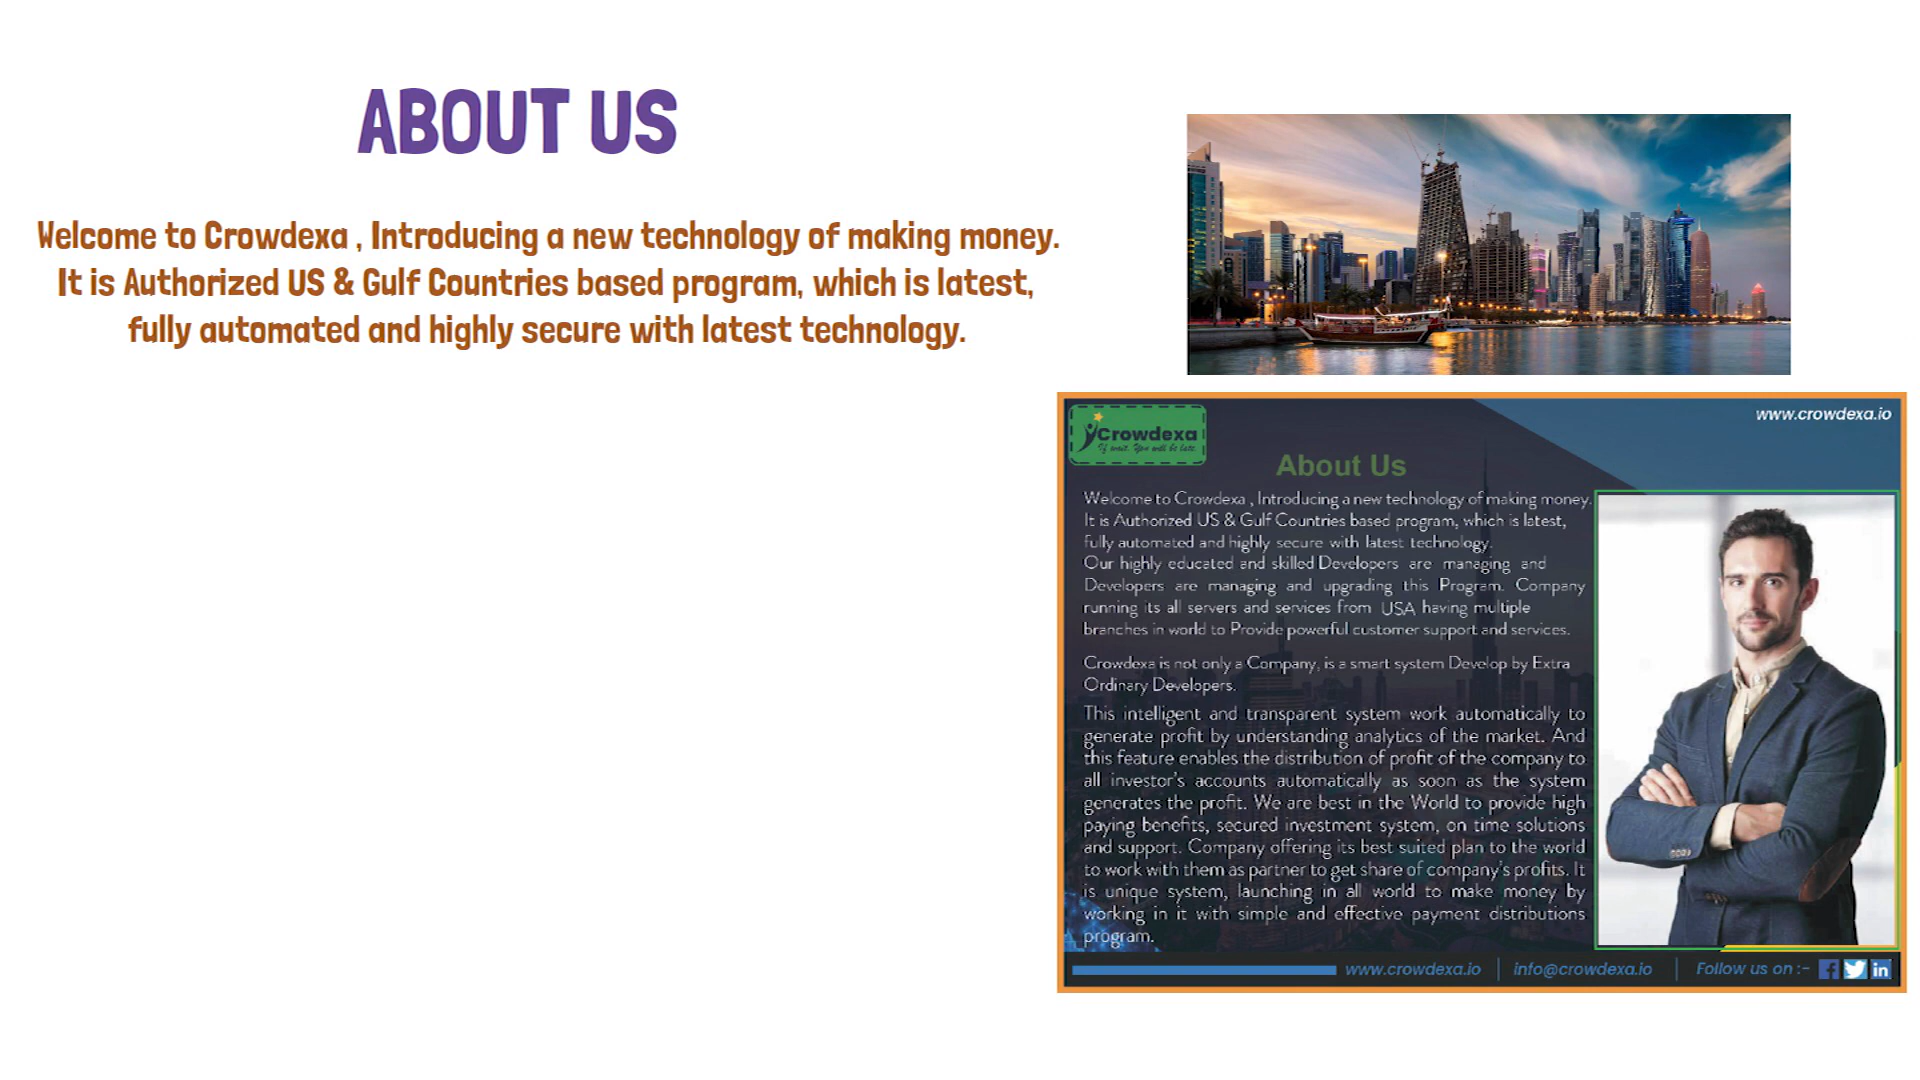 ABOUT US
Welcome to Crowdexa , Introducing a new technology of making money.
It is Authorized US & Gulf Countries based program, which is latest,
fully automated and highly secure with latest technology.
Crowdexa
If wait. You will be late.
www.crowdexa.io
About Us
Welcome to Crowdexa , Introducing a new technology of making money.
It is Authorized US & Gulf Countries based program, which is latest,
fully automated and highly secure with latest technology.
Our highly educated and skilled Developers are managing and
Developers are managing and upgrading this Program. Company
running its all servers and services from USA having multiple
branches in world to Provide powerful customer support and services.
Crowdexa is not only a Company, is a smart system Develop by Extra
Ordinary Developers.
This intelligent and transparent system work automatically to
generate profit by understanding analytics of the market. And
this feature enables the distribution of profit of the company to
all investor's accounts automatically as soon as the system
generates the profit. We are best in the World to provide high
paying benefits, secured investment system, on time solutions
and support. Company offering its best suited plan to the world
to work with them as partner to get share of company's profits. It
is unique system, launching in all world to make money by
working in it with simple and effective payment distributions
program.
www.crowdexa.io
info@crowdexa.io
Follow us on :-